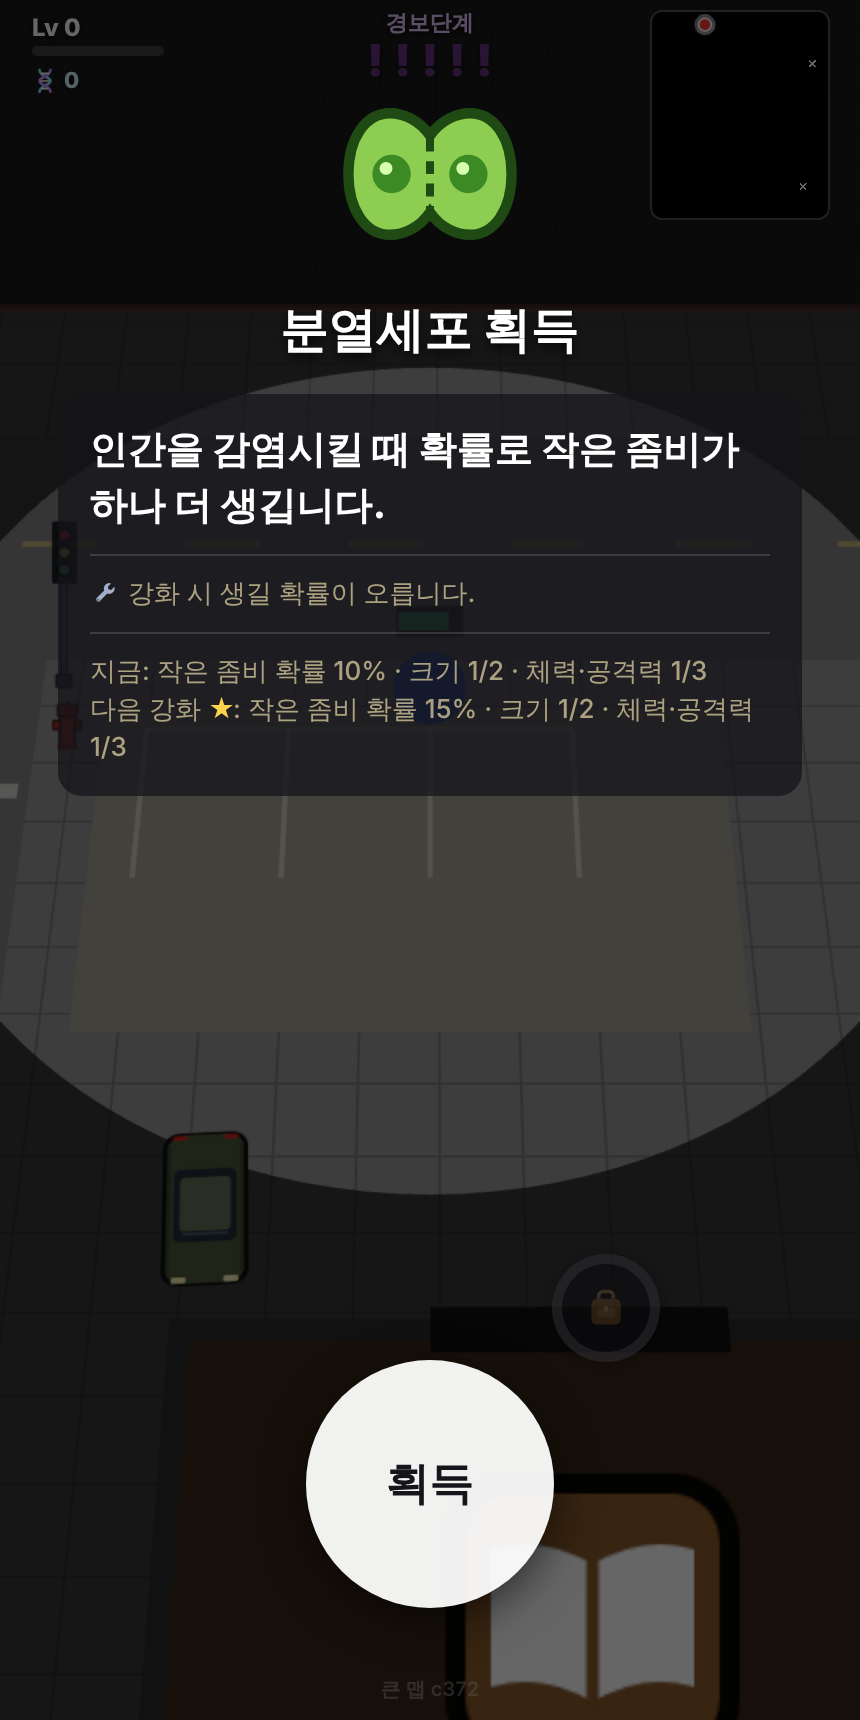 Lv 0
경보단계
!!!!!
0
분열세포 획득
인간을 감염시킬 때 확률로 작은 좀비가
하나 더 생깁니다.
강화 시 생길 확률이 오릅니다.
지금: 작은 좀비 확률 10% · 크기 1/2 · 체력·공격력 1/3
다음 강화 ★: 작은 좀비 확률 15% · 크기 1/2 · 체력·공격력
1/3
획득
큰 맵 c372